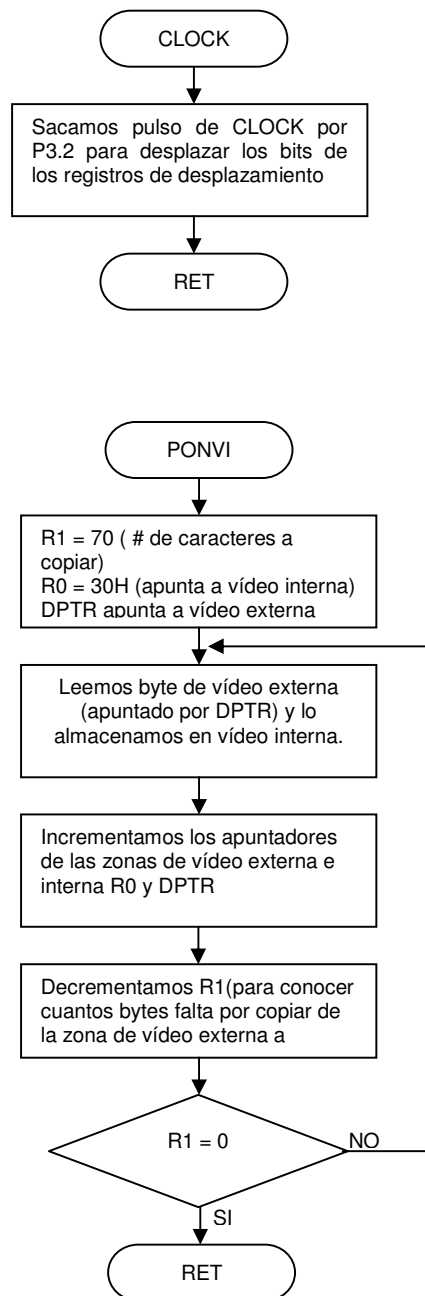 CLOCK
Sacamos pulso de CLOCK por
P3.2 para desplazar los bits de
los registros de desplazamiento
RET
PONVI
R1 = 70 ( # de caracteres a
copiar)
R0 = 30H (apunta a vídeo interna)
DPTR apunta a vídeo externa
Leemos byte de vídeo externa
(apuntado por DPTR) y lo
almacenamos en vídeo interna.
Incrementamos los apuntadores
de las zonas de vídeo externa e
interna R0 y DPTR
Decrementamos R1(para conocer
cuantos bytes falta por copiar de
la zona de vídeo externa a
R1 = 0
NO
SI
RET